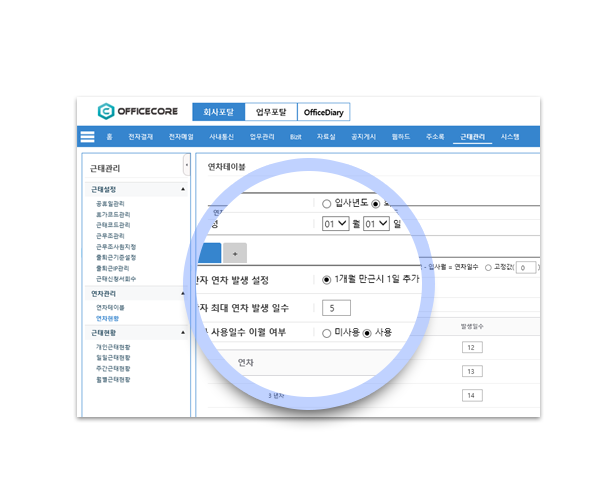 OFFICECORE 회사포탈 업무포탈 OfficeDiary
홈 전자결재 전자메일 사내통신 업무관리 Bizit 자료실 공지게시 웹하드 주소록 근태관리 시스템
근태관리
근태설정
공휴일관리
휴가코드관리
근태코드관리
근무조관리
근무조사원지정
출퇴근기준설정
출퇴근IP관리
근태신청서회수
연차관리
연차테이블
연차현황
근태현황
개인근태현황
일일근태현황
주간근태현황
월별근태현황
연차테이블
입사년도
01 월 01 일
+
연차 발생 설정 1개월 만근시 1일 추가
- 입사월 = 연차일수 고정값( 0 )
최대 연차 발생 일수 5
사용일수 이월 여부 미사용 사용
연차 발생일수
12
13
3 년차 14